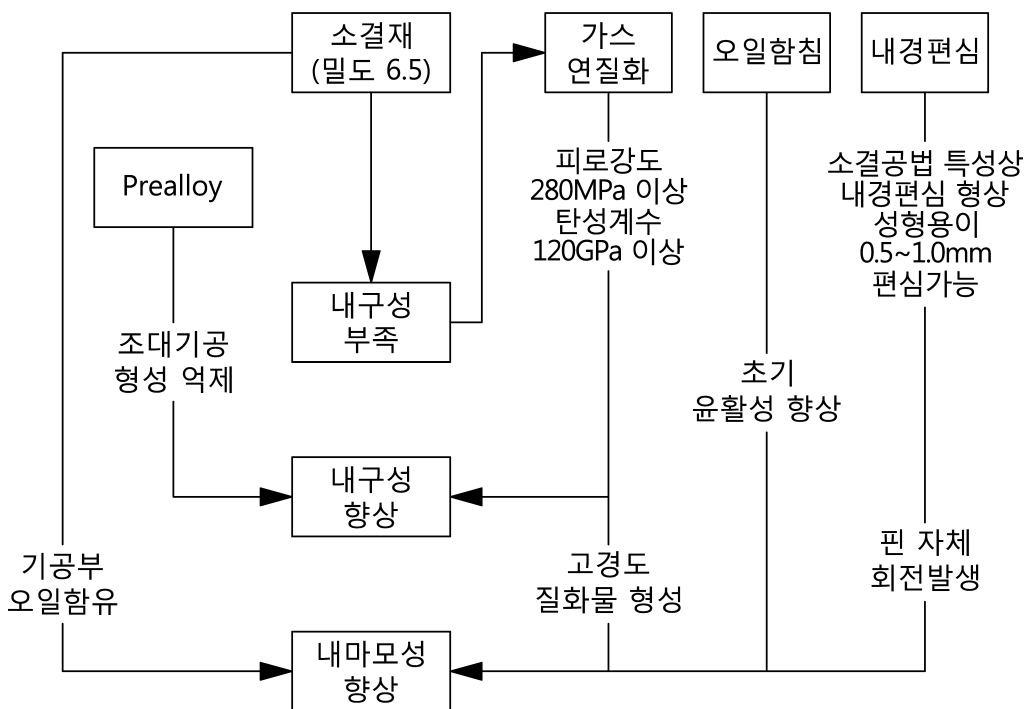 소결재
(밀도 6.5)
가스
연질화
오일함침
내경편심
Prealloy
피로강도
280MPa 이상
탄성계수
120GPa 이상
소결공법 특성상
내경편심 형상
성형용이
0.5~1.0mm
편심가능
내구성
부족
조대기공
형성 억제
초기
윤활성 향상
내구성
향상
기공부
오일함유
고경도
질화물 형성
핀 자체
회전발생
내마모성
향상